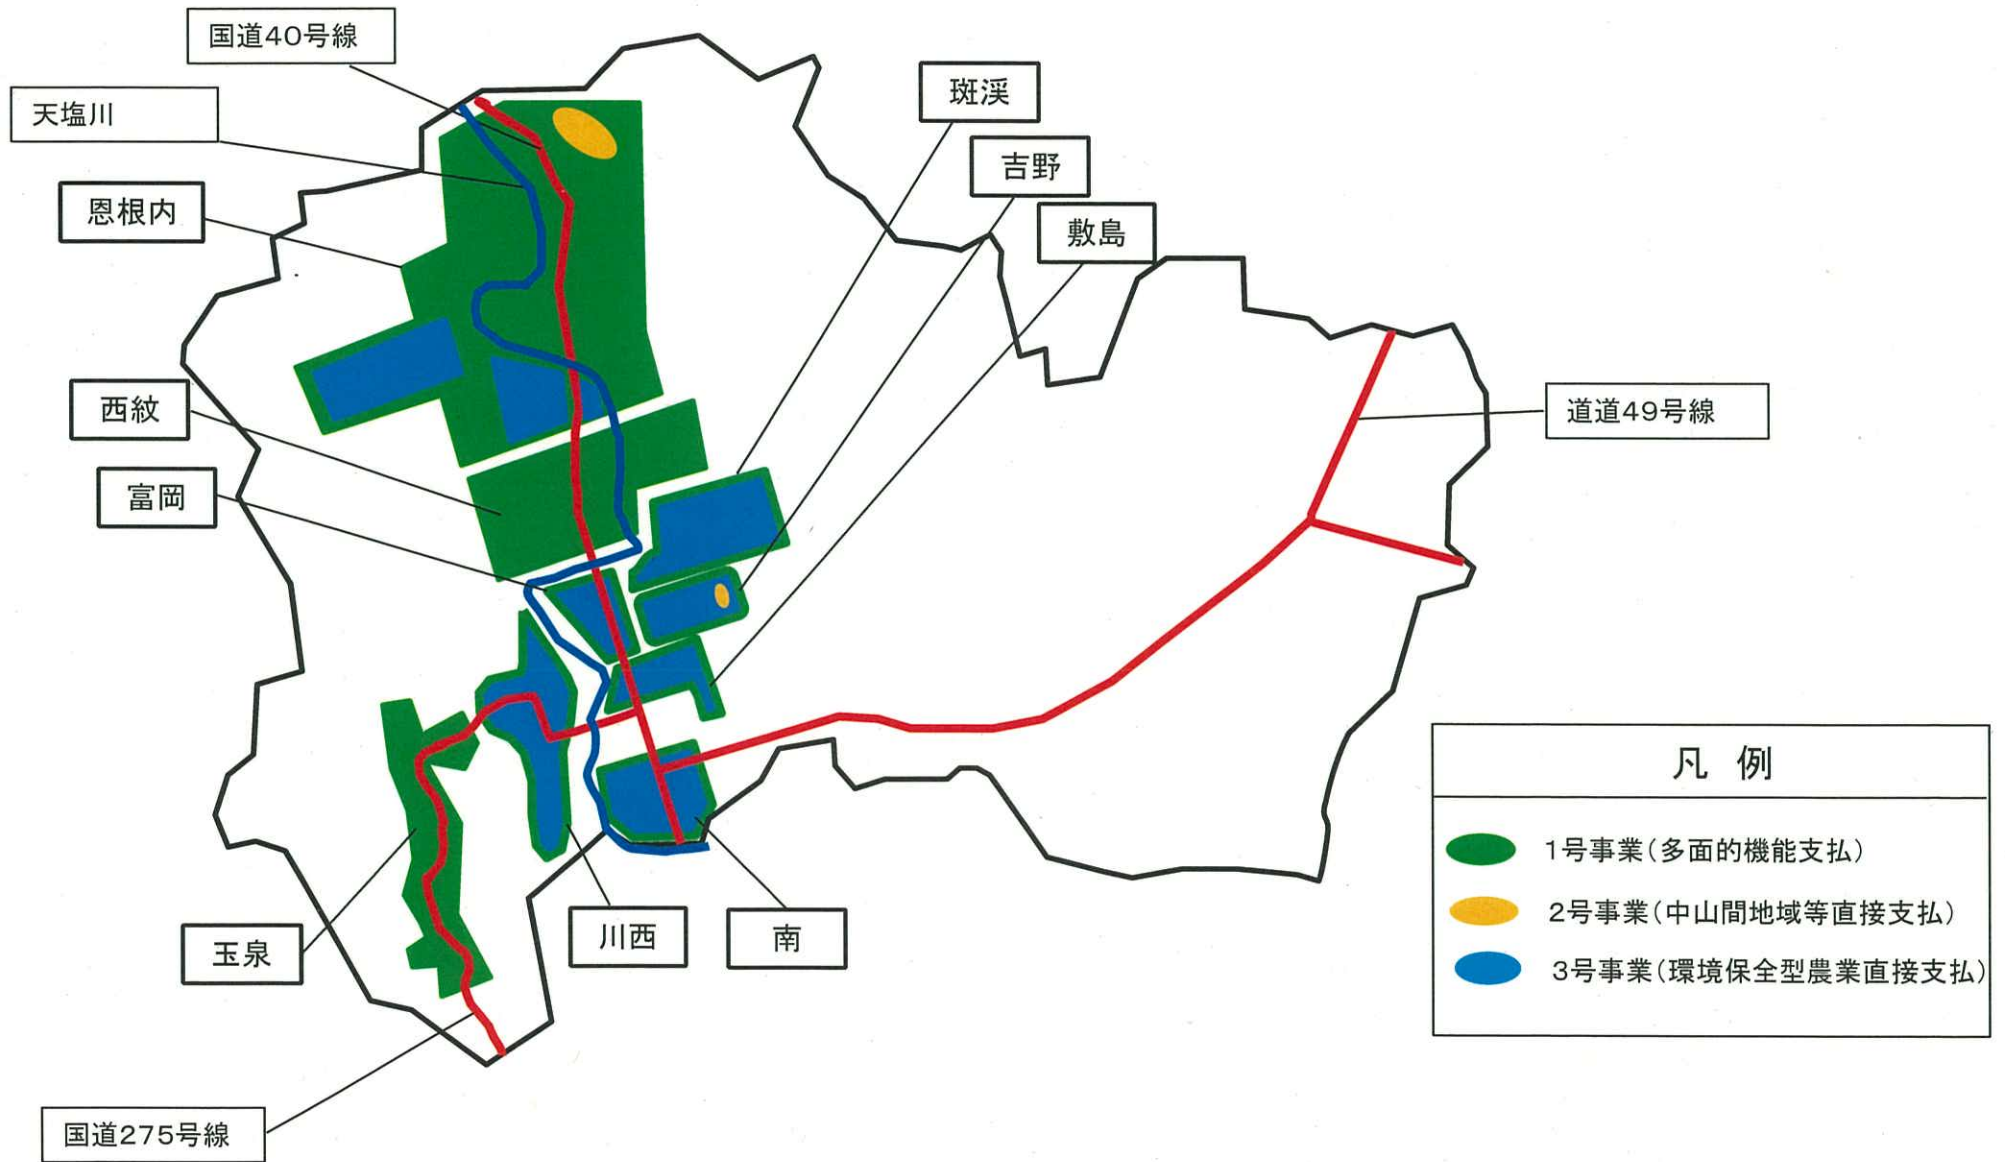 国道40号線
天塩川
斑渓
吉野
恩根内
敷島
西紋
道道49号線
富岡
凡 例
1号事業(多面的機能支払)
2号事業(中山間地域等直接支払)
3号事業(環境保全型農業直接支払)
玉泉
川西
南
国道275号線